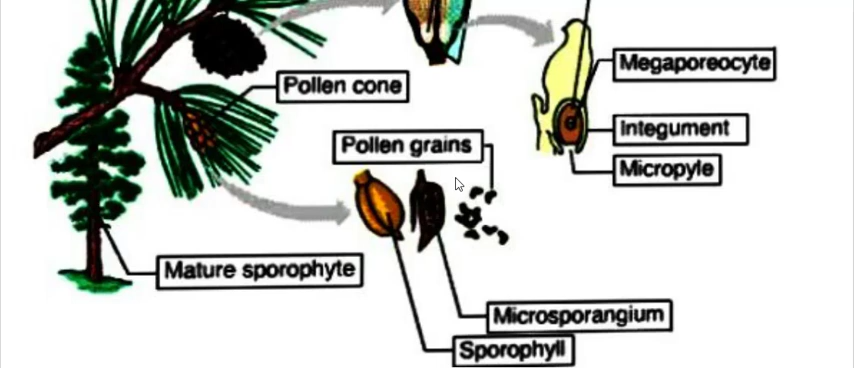 Megaporeocyte
Pollen cone
Integument
Pollen grains
Micropyle
Mature sporophyte
Microsporangium
Sporophyll